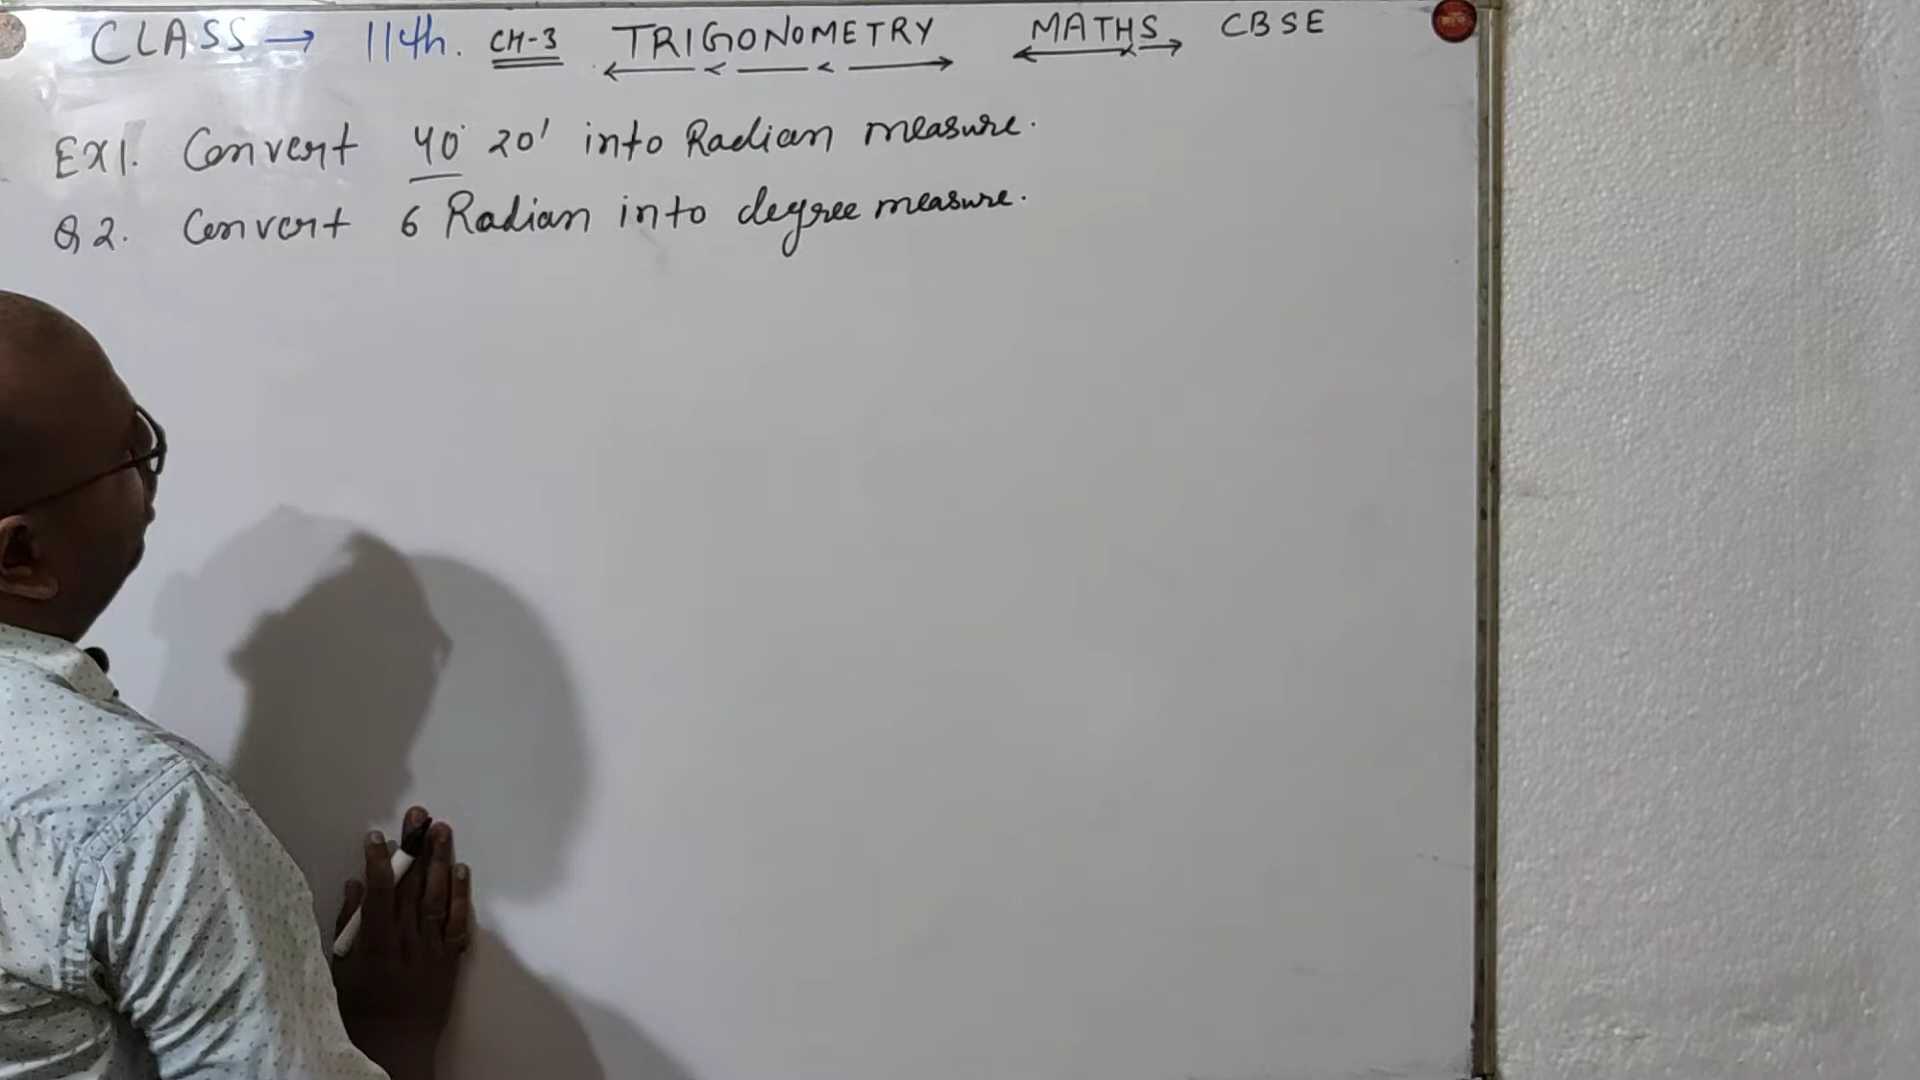 CLASS → 11th. CH-3 TRIGONOMETRY MATHS CBSE
EX1. Convert 40° 20' into Radian measure.
Q2. Convert 6 Radian into degree measure.